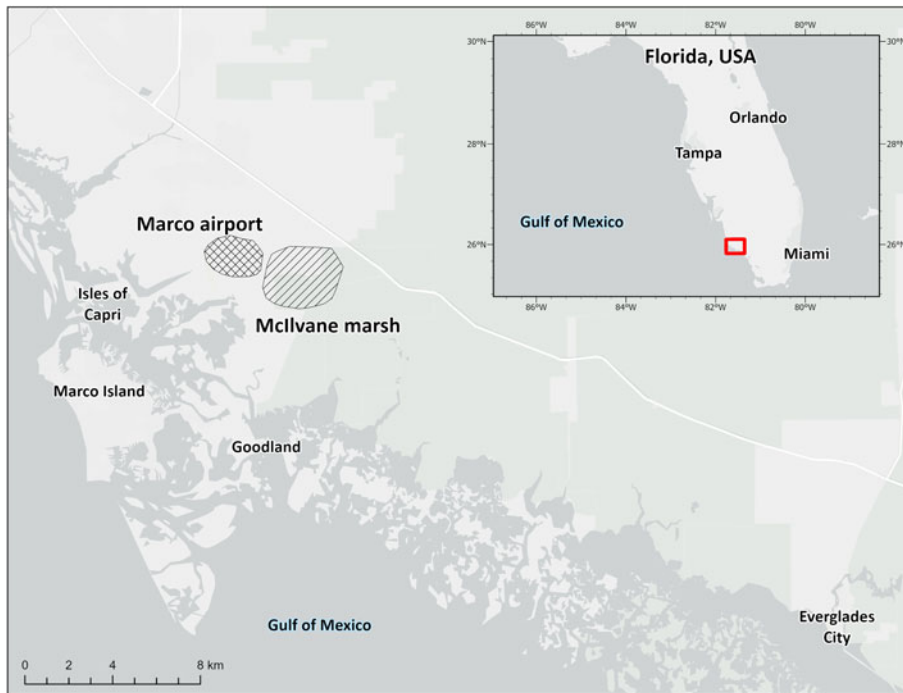 86°W 84°W 82°W 80°W
30°N 30°N
Florida, USA
Orlando
28°N 28°N
Tampa
Gulf of Mexico
26°N 26°N
Miami
86°W 84°W 82°W 80°W
Marco airport
Isles of
Capri
McIlvane marsh
Marco Island
Goodland
Gulf of Mexico
Everglades
City
0 2 4 8 km